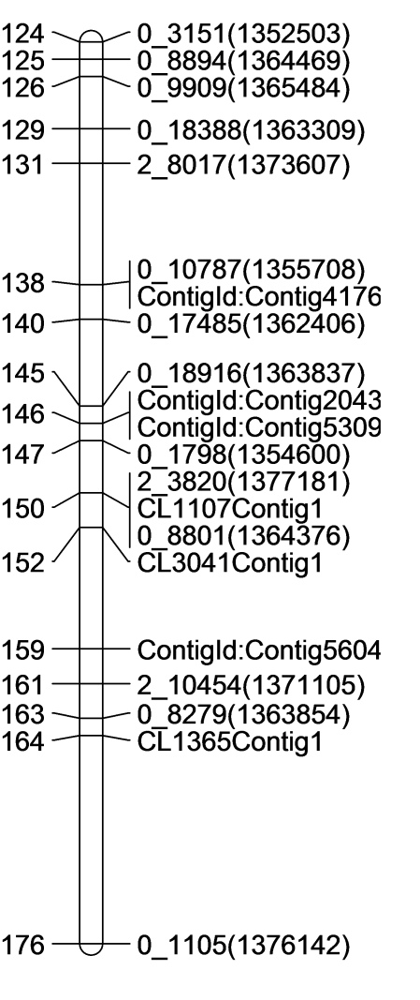 124 0_3151(1352503)
125 0_8894(1364469)
126 0_9909(1365484)
129 0_18388(1363309)
131 2_8017(1373607)
138 0_10787(1355708)
ContigId:Contig4176
140 0_17485(1362406)
145 0_18916(1363837)
146 ContigId:Contig2043
ContigId:Contig5309
147 0_1798(1354600)
2_3820(1377181)
150 CL1107Contig1
0_8801(1364376)
152 CL3041Contig1
159 ContigId:Contig5604
161 2_10454(1371105)
163 0_8279(1363854)
164 CL1365Contig1
176 0_1105(1376142)